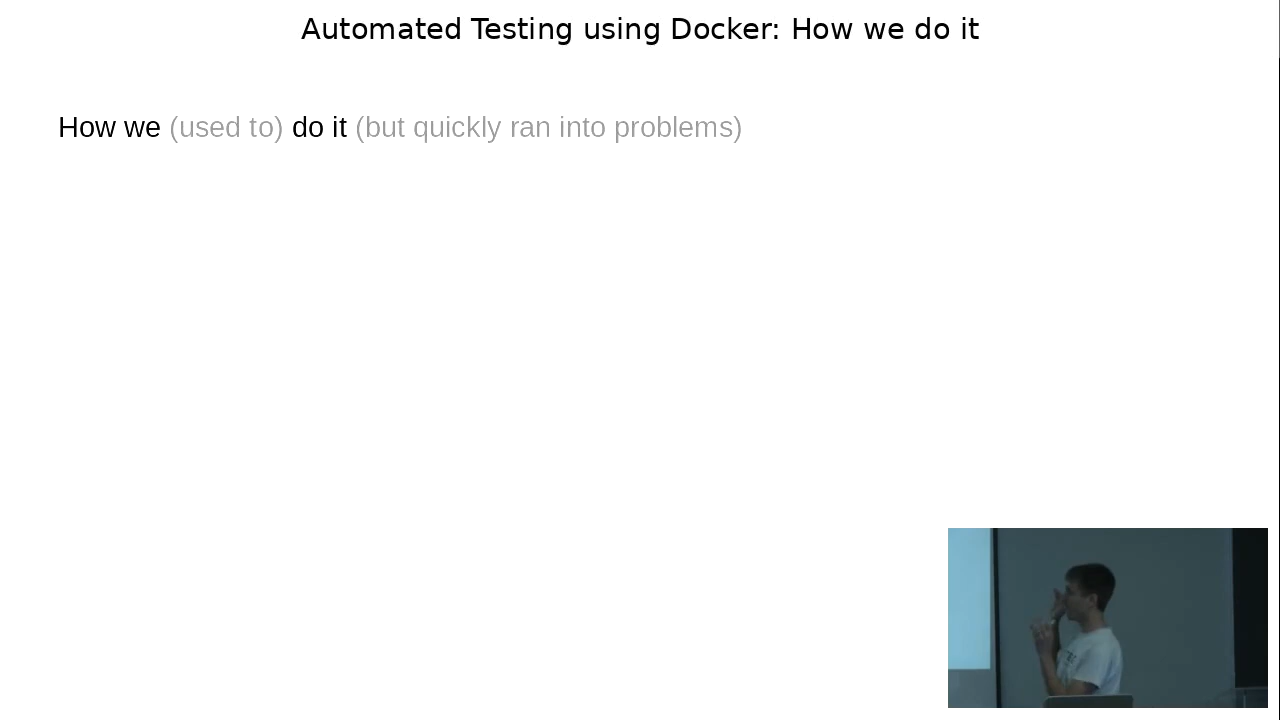 Automated Testing using Docker: How we do it
How we (used to) do it (but quickly ran into problems)